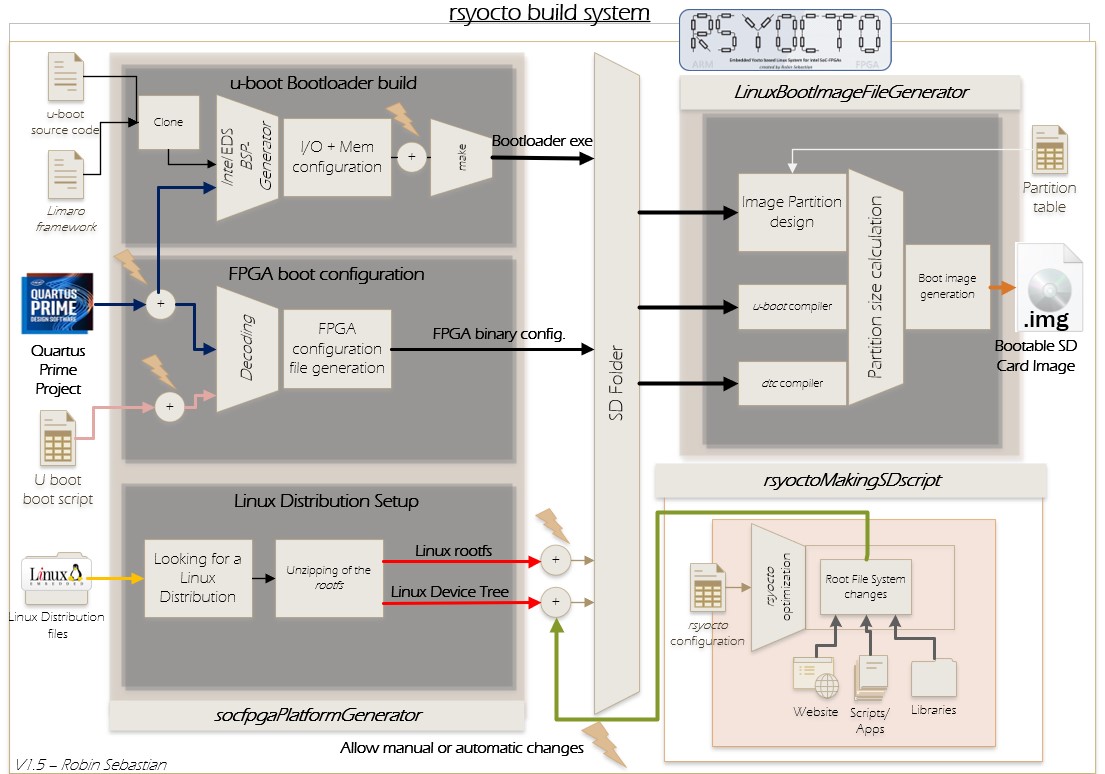 rsyocto build system
RSYOCTO
Embedded Yocto based Linux System for Intel SoC-FPGAs
ARM
created by Robin Sebastian
FPGA
u-boot
source code
Limaro
framework
Quartus
Prime
Project
QUARTUS
PRIME
DESIGN SOFTWARE
U boot
boot script
Linux
EMBEDDED
Linux Distribution
files
u-boot Bootloader build
Clone
Intel EDS
BSP-
Generator
I/O + Mem
configuration
+
make
Bootloader exe
FPGA boot configuration
+
Decoding
FPGA
configuration
file generation
FPGA binary config.
+
Linux Distribution Setup
Looking for a
Linux
Distribution
Unzipping of the
rootfs
Linux rootfs
+
Linux Device Tree
+
socfpgaPlatformGenerator
Allow manual or automatic changes
SD Folder
LinuxBootImageFileGenerator
Image Partition
design
u-boot compiler
dtc compiler
Partition size calculation
Boot image
generation
Partition
table
.img
Bootable SD
Card Image
rsyoctoMakingSDscript
rsyocto
configuration
rsyocto
optimization
Root File System
changes
Website
Scripts/
Apps
Libraries
V1.5 – Robin Sebastian